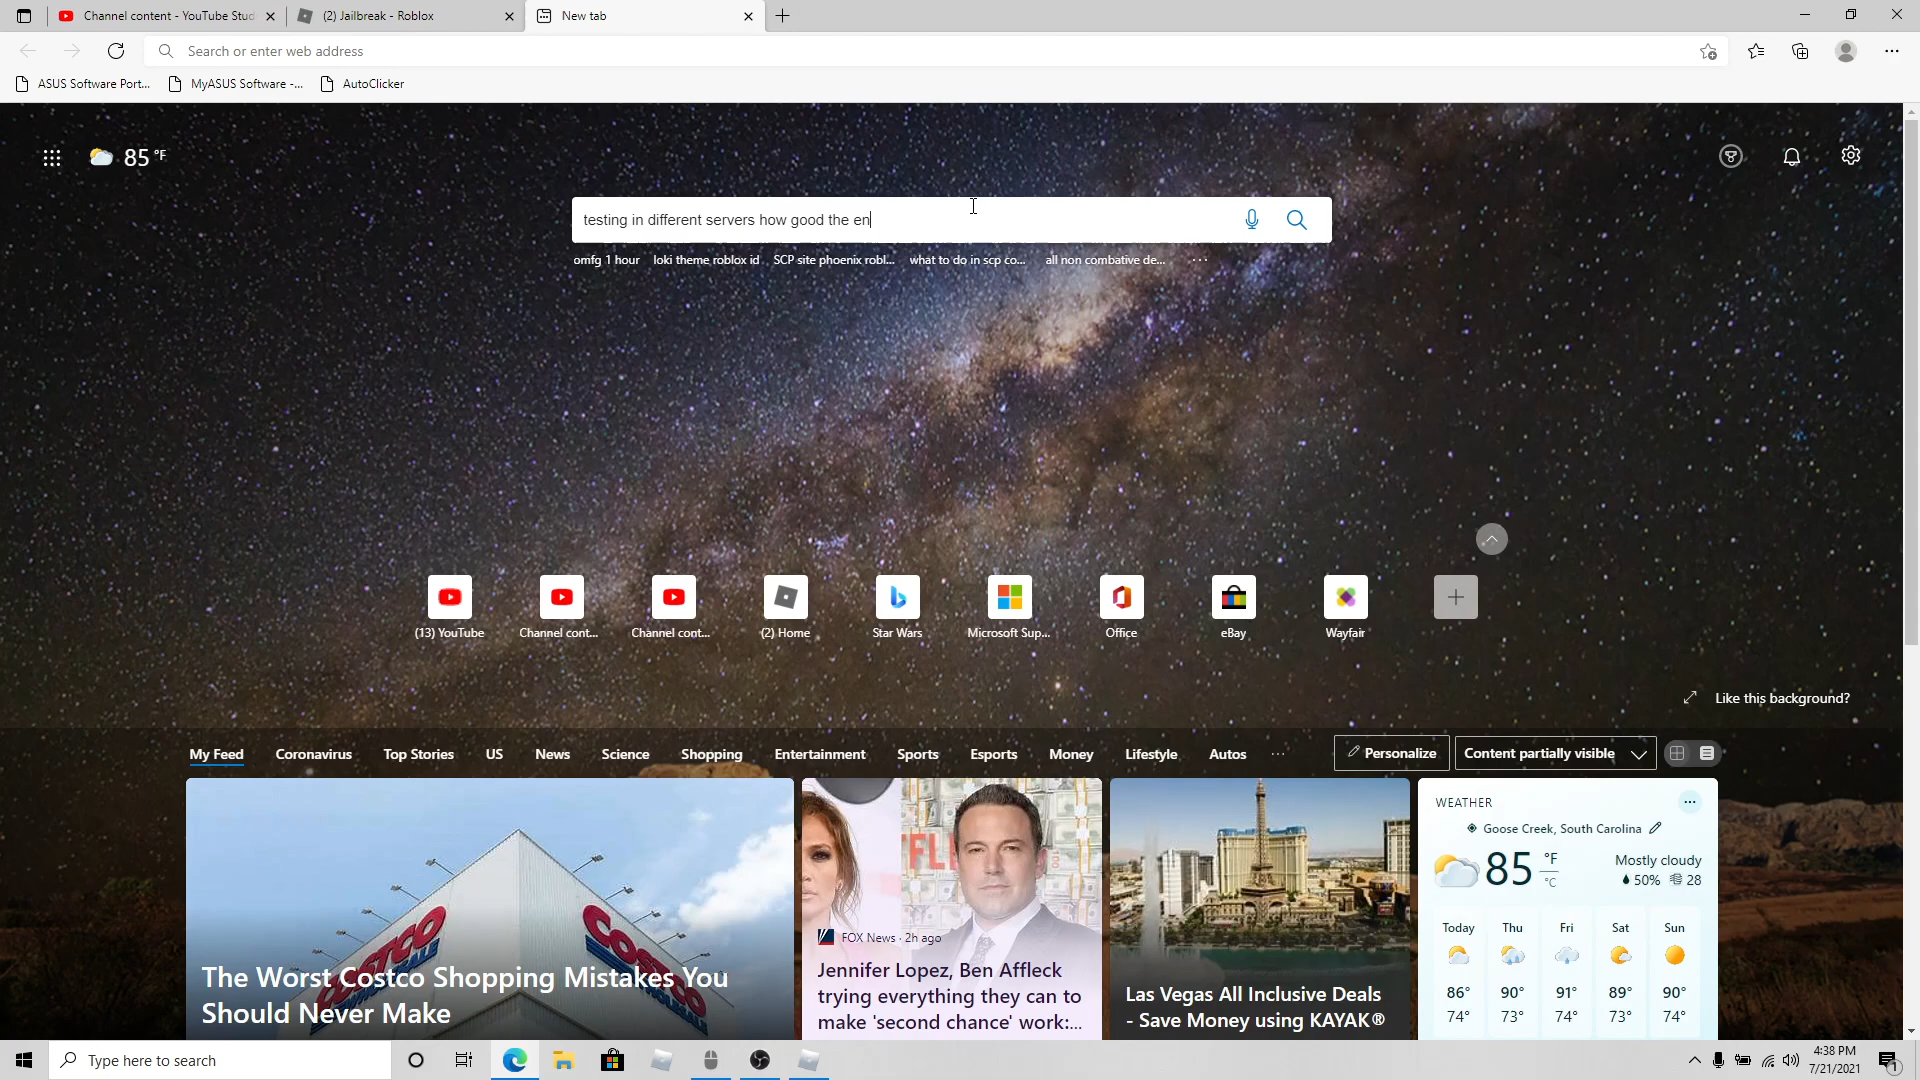 Channel content - YouTube Stud
(2) Jailbreak - Roblox
New tab
Search or enter web address
ASUS Software Port...
MyASUS Software -...
AutoClicker
85 °F
testing in different servers how good the en
omfg 1 hour
loki theme roblox id
SCP site phoenix robl...
what to do in scp co...
all non combative de...
(13) YouTube
Channel cont...
Channel cont...
(2) Home
Star Wars
Microsoft Sup...
Office
eBay
Wayfair
Like this background?
My Feed
Coronavirus
Top Stories
US
News
Science
Shopping
Entertainment
Sports
Esports
Money
Lifestyle
Autos
Personalize
Content partially visible
COSTCO
COSTCO
The Worst Costco Shopping Mistakes You
Should Never Make
FOX News · 2h ago
Jennifer Lopez, Ben Affleck
trying everything they can to
make 'second chance' work:...
Las Vegas All Inclusive Deals
- Save Money using KAYAK®
WEATHER
Goose Creek, South Carolina
85 °F
°C
Mostly cloudy
50% 28
Today Thu Fri Sat Sun
86° 90° 91° 89° 90°
74° 73° 74° 73° 74°
Type here to search
4:38 PM
7/21/2021
1